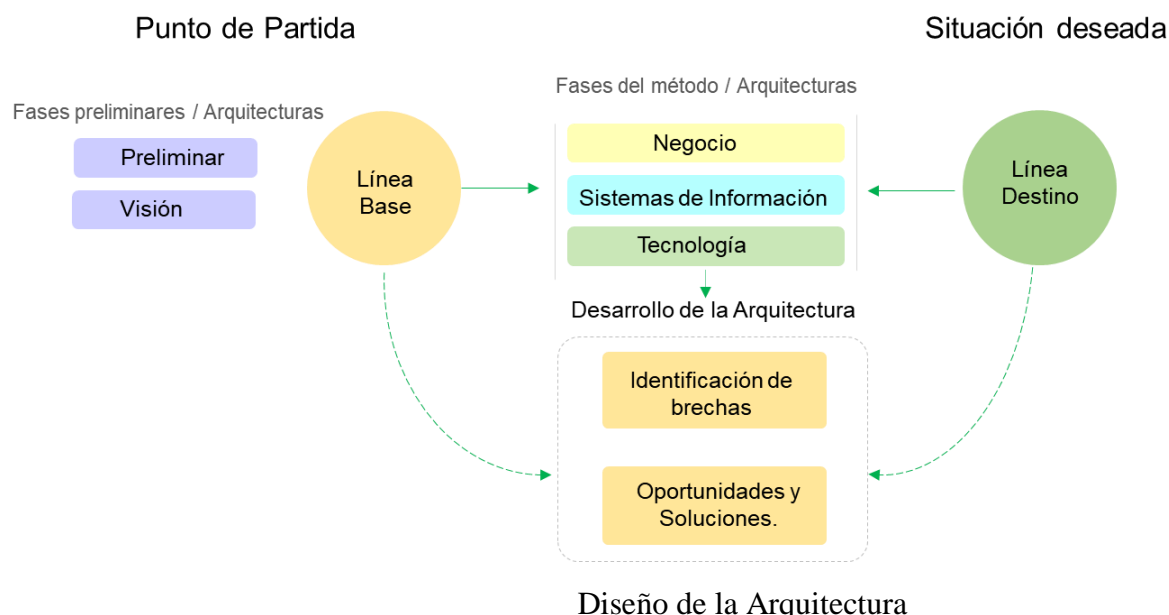 Punto de Partida
Situación deseada
Fases preliminares / Arquitecturas
Fases del método / Arquitecturas
Preliminar
Visión
Línea
Base
Negocio
Sistemas de Información
Tecnología
Línea
Destino
Desarrollo de la Arquitectura
Identificación de
brechas
Oportunidades y
Soluciones.
Diseño de la Arquitectura